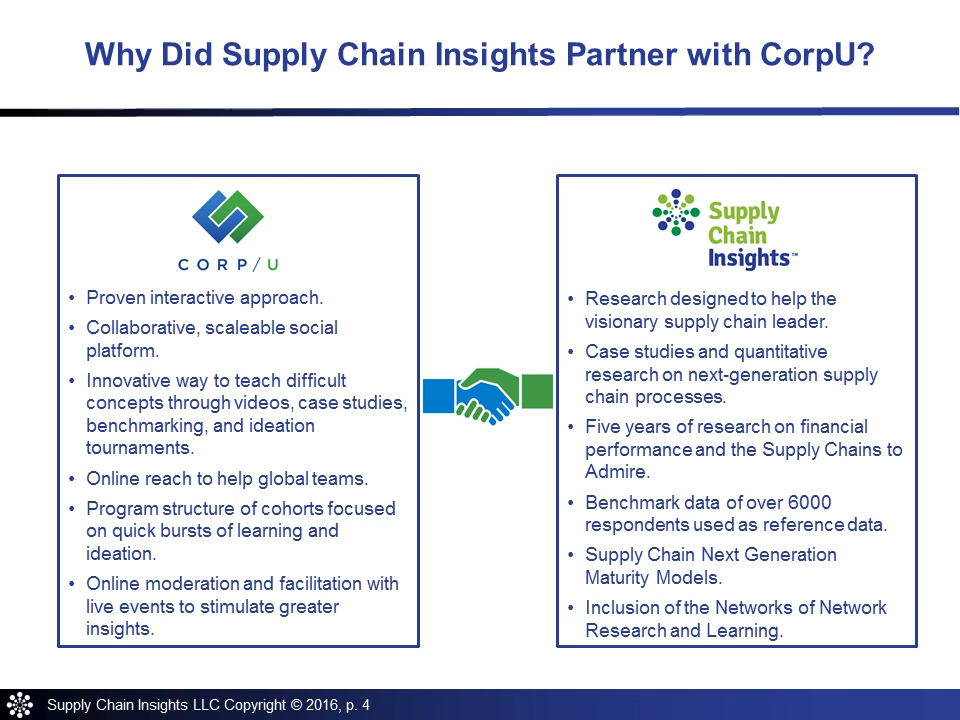 Why Did Supply Chain Insights Partner with CorpU?
CORP/U
• Proven interactive approach.
• Collaborative, scaleable social
platform.
• Innovative way to teach difficult
concepts through videos, case studies,
benchmarking, and ideation
tournaments.
• Online reach to help global teams.
• Program structure of cohorts focused
on quick bursts of learning and
ideation.
• Online moderation and facilitation with
live events to stimulate greater
insights.
Supply
Chain
Insights™
• Research designed to help the
visionary supply chain leader.
• Case studies and quantitative
research on next-generation supply
chain processes.
• Five years of research on financial
performance and the Supply Chains to
Admire.
• Benchmark data of over 6000
respondents used as reference data.
• Supply Chain Next Generation
Maturity Models.
• Inclusion of the Networks of Network
Research and Learning.
Supply Chain Insights LLC Copyright © 2016, p. 4